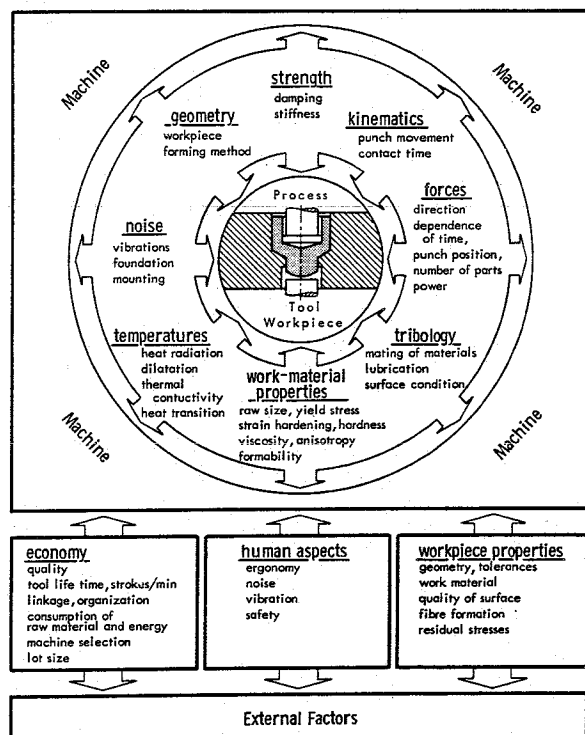 Machine
Machine
strength
damping
stiffness
geometry
workpiece
forming method
kinematics
punch movement
contact time
Process
forces
direction
dependence
of time,
punch position,
number of parts
power
noise
vibrations
foundation
mounting
Tool
Workpiece
temperatures
heat radiation
dilatation
thermal
contuctivity
heat transition
tribology
mating of materials
lubrication
surface condition
work-material
properties
raw size, yield stress
strain hardening, hardness
viscosity, anisotropy
formability
Machine
Machine
economy
quality
tool life time, strokus/min
linkage, organization
consumption of
raw material and energy
machine selection
lot size
human aspects
ergonomy
noise
vibration
safety
workpiece properties
geometry, tolerances
work material
quality of surface
fibre formation
residual stresses
External Factors